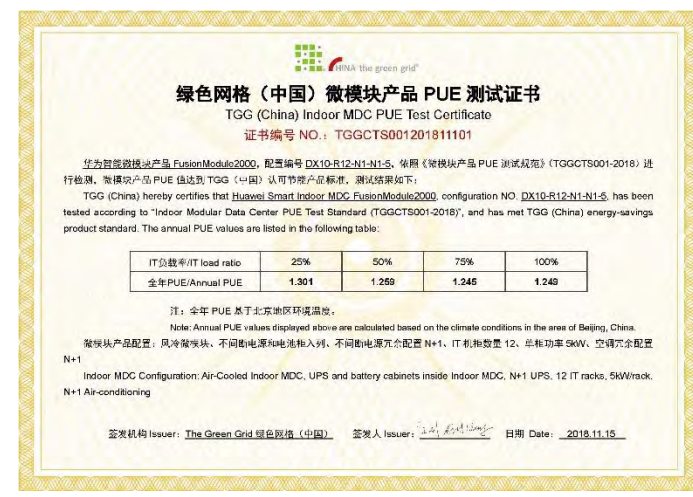 CHINA the green grid®
绿色网格（中国）微模块产品 PUE 测试证书
TGG (China) Indoor MDC PUE Test Certificate
证书编号 NO.：TGGCTS001201811101
华为智能微模块产品 FusionModule2000，配置编号 DX10-R12-N1-N1-5，依照《微模块产品 PUE 测试规范》（TGGCTS001-2018）进
行检测，微模块产品 PUE 值达到 TGG（中国）认可节能产品标准，测试结果如下：
TGG (China) hereby certifies that Huawei Smart Indoor MDC FusionModule2000, configuration NO. DX10-R12-N1-N1-5, has been
tested according to "Indoor Modular Data Center PUE Test Standard (TGGCTS001-2018)", and has met TGG (China) energy-savings
product standard. The annual PUE values are listed in the following table:
IT负载率/IT load ratio 25% 50% 75% 100%
全年PUE/Annual PUE 1.301 1.259 1.245 1.249
注：全年 PUE 基于北京地区环境温度。
Note: Annual PUE values displayed above are calculated based on the climate conditions in the area of Beijing, China.
微模块产品配置：风冷微模块、不间断电源和电池柜入列、不间断电源冗余配置 N+1、IT 机柜数量 12、单柜功率 5kW、空调冗余配置
N+1
Indoor MDC Configuration: Air-Cooled Indoor MDC, UPS and battery cabinets inside Indoor MDC, N+1 UPS, 12 IT racks, 5kW/rack,
N+1 Air-conditioning
签发机构 Issuer: The Green Grid 绿色网格（中国） 签发人 Issuer: 日期 Date: 2018.11.15